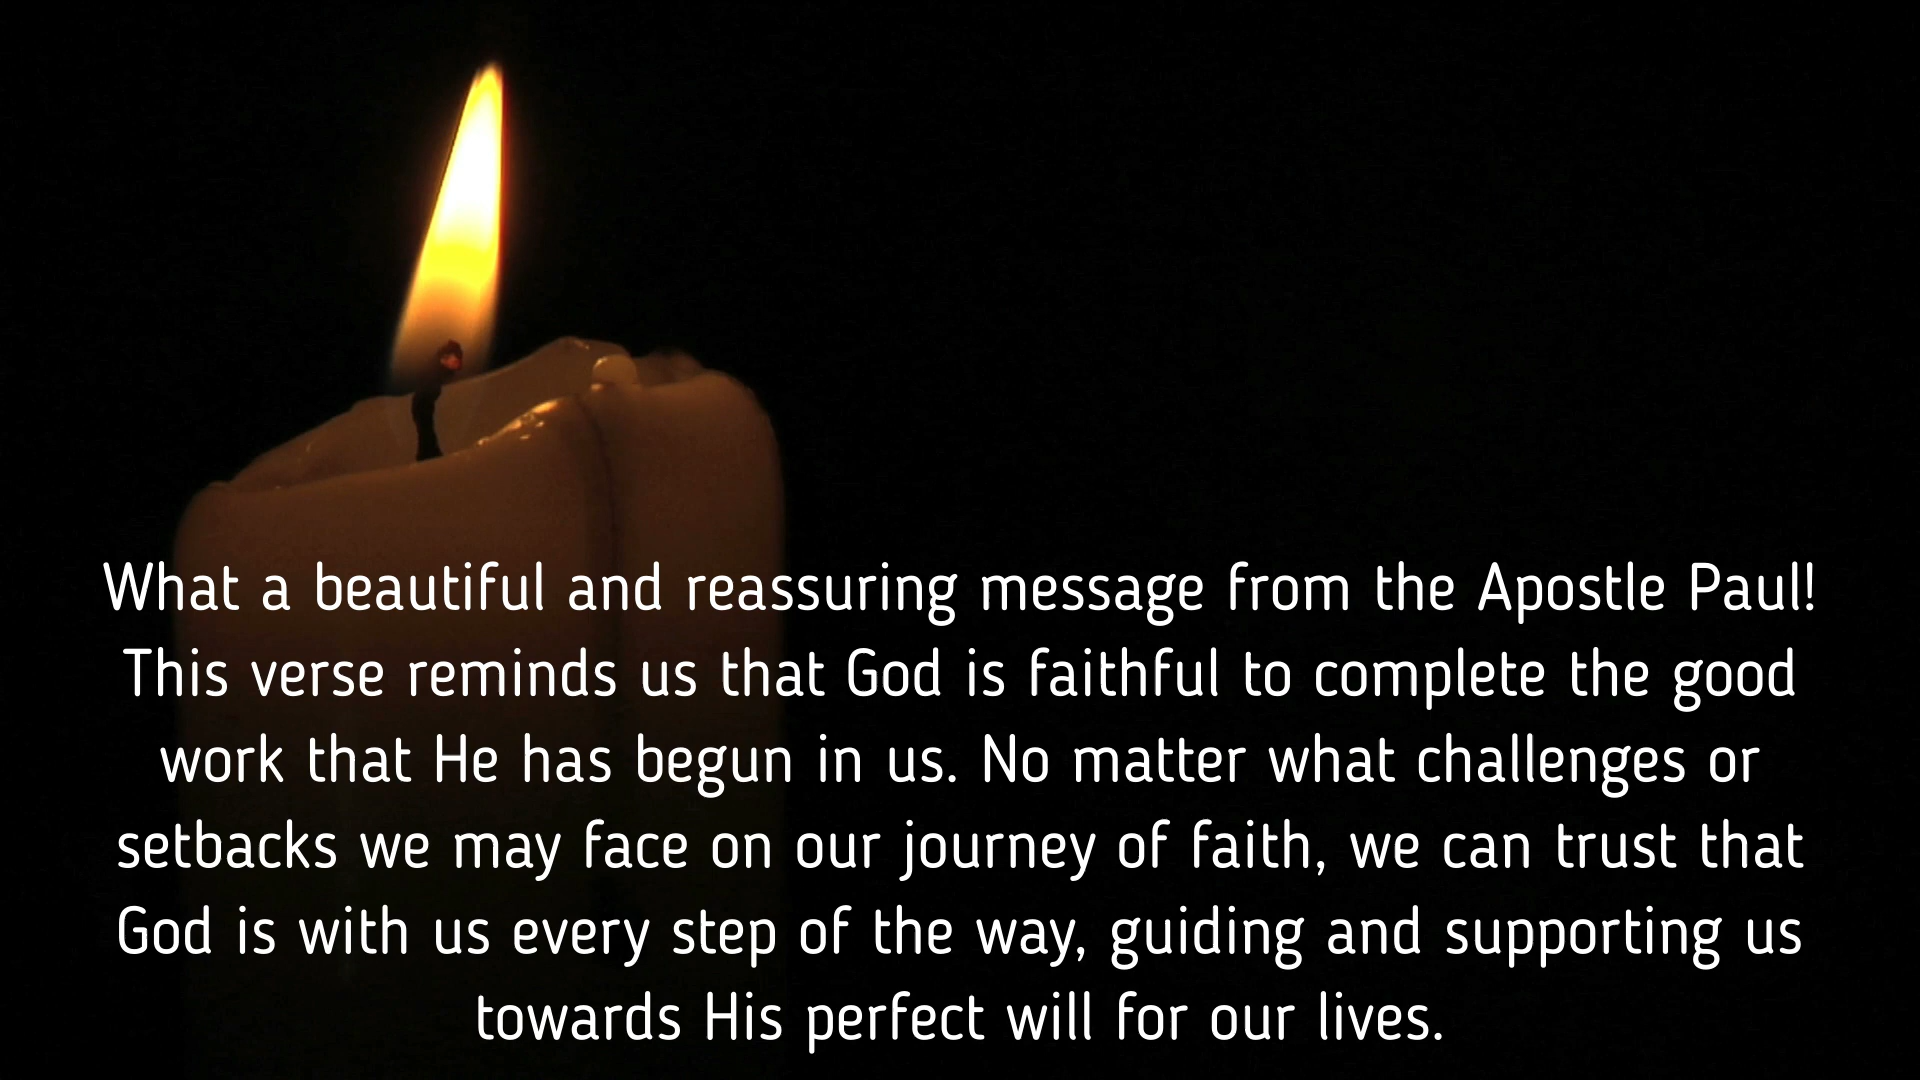 What a beautiful and reassuring message from the Apostle Paul!
This verse reminds us that God is faithful to complete the good
work that He has begun in us. No matter what challenges or
setbacks we may face on our journey of faith, we can trust that
God is with us every step of the way, guiding and supporting us
towards His perfect will for our lives.